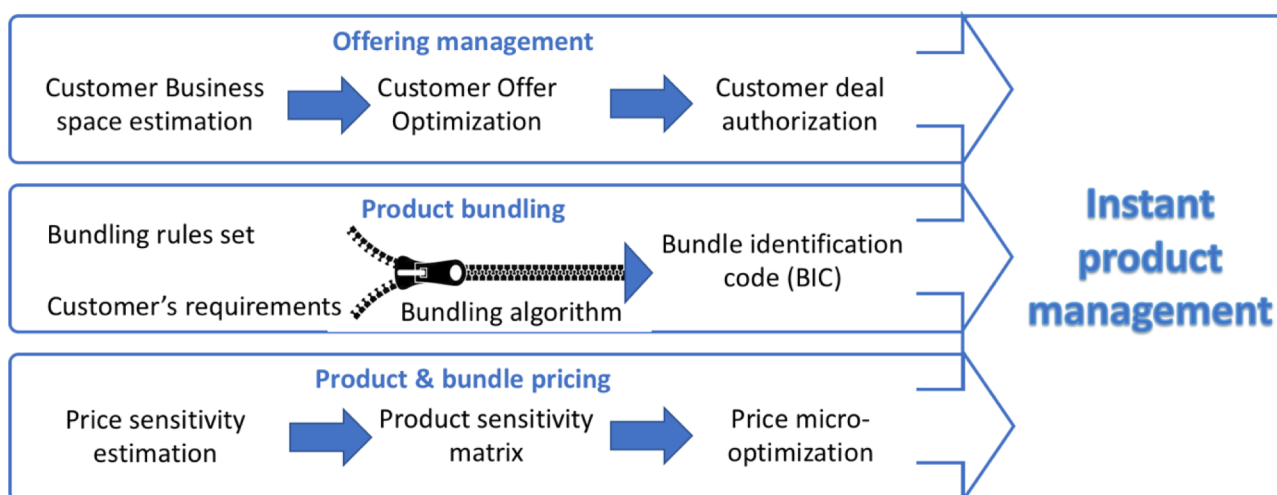 Offering management
Customer Business
space estimation
Customer Offer
Optimization
Customer deal
authorization
Product bundling
Bundling rules set
Customer’s requirements
Bundling algorithm
Bundle identification
code (BIC)
Product & bundle pricing
Price sensitivity
estimation
Product sensitivity
matrix
Price micro-
optimization
Instant
product
management